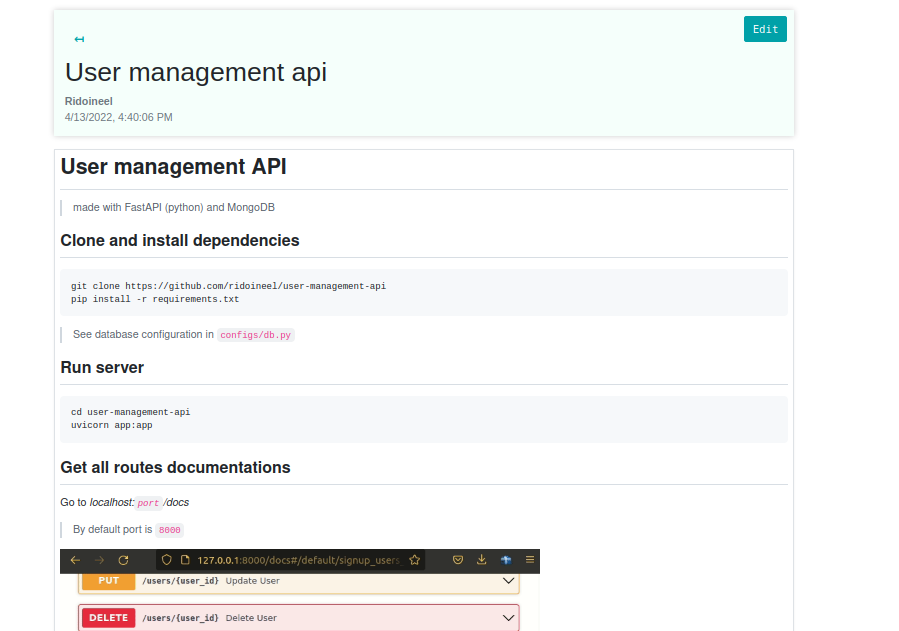 Edit
User management api
Ridoineel
4/13/2022, 4:40:06 PM
User management API
made with FastAPI (python) and MongoDB
Clone and install dependencies
git clone https://github.com/ridoineel/user-management-api
pip install -r requirements.txt
See database configuration in configs/db.py
Run server
cd user-management-api
uvicorn app:app
Get all routes documentations
Go to localhost: port /docs
By default port is 8000
127.0.0.1:8000/docs#/default/signup_users_
PUT /users/{user_id} Update User
DELETE /users/{user_id} Delete User